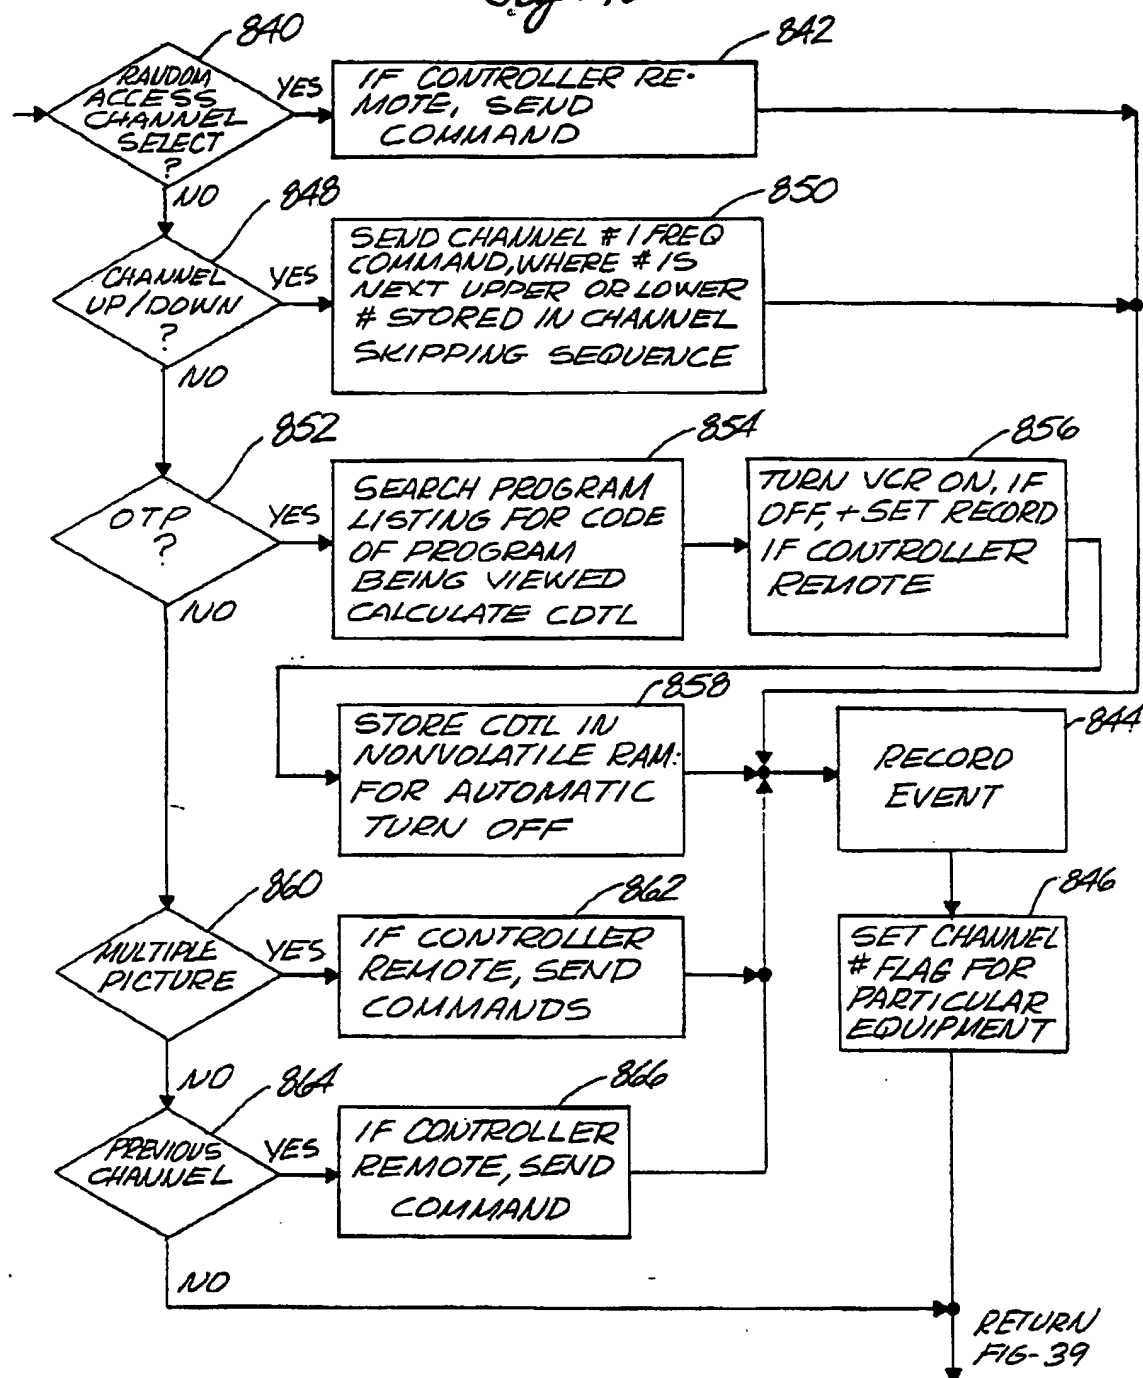 840
RANDOM
ACCESS
CHANNEL
SELECT
?
YES
NO
842
IF CONTROLLER RE-
MOTE, SEND
COMMAND
848
CHANNEL
UP/DOWN
?
YES
NO
850
SEND CHANNEL # / FREQ
COMMAND, WHERE # IS
NEXT UPPER OR LOWER
# STORED IN CHANNEL
SKIPPING SEQUENCE
852
OTP
?
YES
NO
854
SEARCH PROGRAM
LISTING FOR CODE
OF PROGRAM
BEING VIEWED
CALCULATE CDTL
856
TURN VCR ON, IF
OFF, + SET RECORD
IF CONTROLLER
REMOTE
858
STORE CDTL IN
NONVOLATILE RAM:
FOR AUTOMATIC
TURN OFF
844
RECORD
EVENT
846
SET CHANNEL
# FLAG FOR
PARTICULAR
EQUIPMENT
860
MULTIPLE
PICTURE
YES
NO
862
IF CONTROLLER
REMOTE, SEND
COMMANDS
864
PREVIOUS
CHANNEL
YES
NO
866
IF CONTROLLER
REMOTE, SEND
COMMAND
RETURN
FIG-39